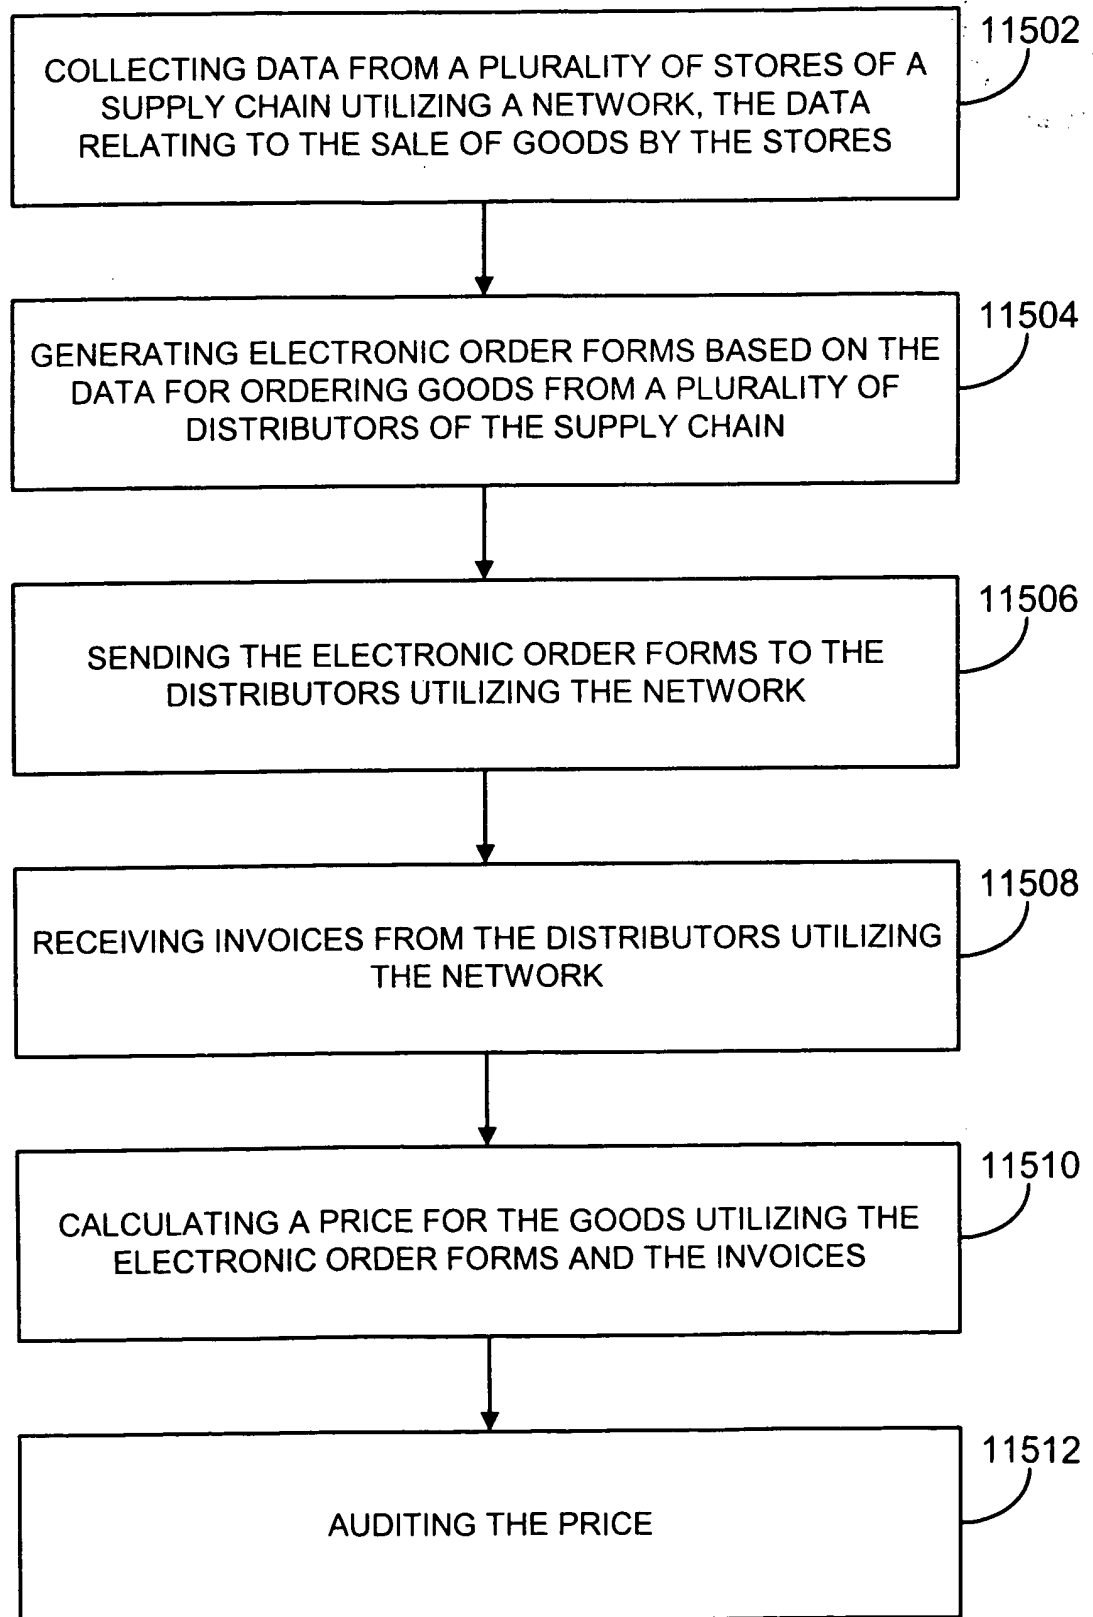 11502
COLLECTING DATA FROM A PLURALITY OF STORES OF A
SUPPLY CHAIN UTILIZING A NETWORK, THE DATA
RELATING TO THE SALE OF GOODS BY THE STORES
11504
GENERATING ELECTRONIC ORDER FORMS BASED ON THE
DATA FOR ORDERING GOODS FROM A PLURALITY OF
DISTRIBUTORS OF THE SUPPLY CHAIN
11506
SENDING THE ELECTRONIC ORDER FORMS TO THE
DISTRIBUTORS UTILIZING THE NETWORK
11508
RECEIVING INVOICES FROM THE DISTRIBUTORS UTILIZING
THE NETWORK
11510
CALCULATING A PRICE FOR THE GOODS UTILIZING THE
ELECTRONIC ORDER FORMS AND THE INVOICES
11512
AUDITING THE PRICE